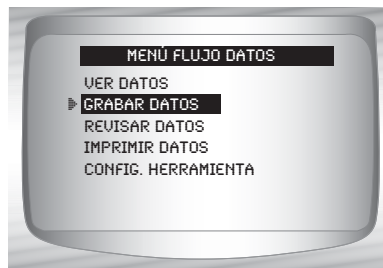 MENÚ FLUJO DATOS
VER DATOS
GRABAR DATOS
REVISAR DATOS
IMPRIMIR DATOS
CONFIG. HERRAMIENTA